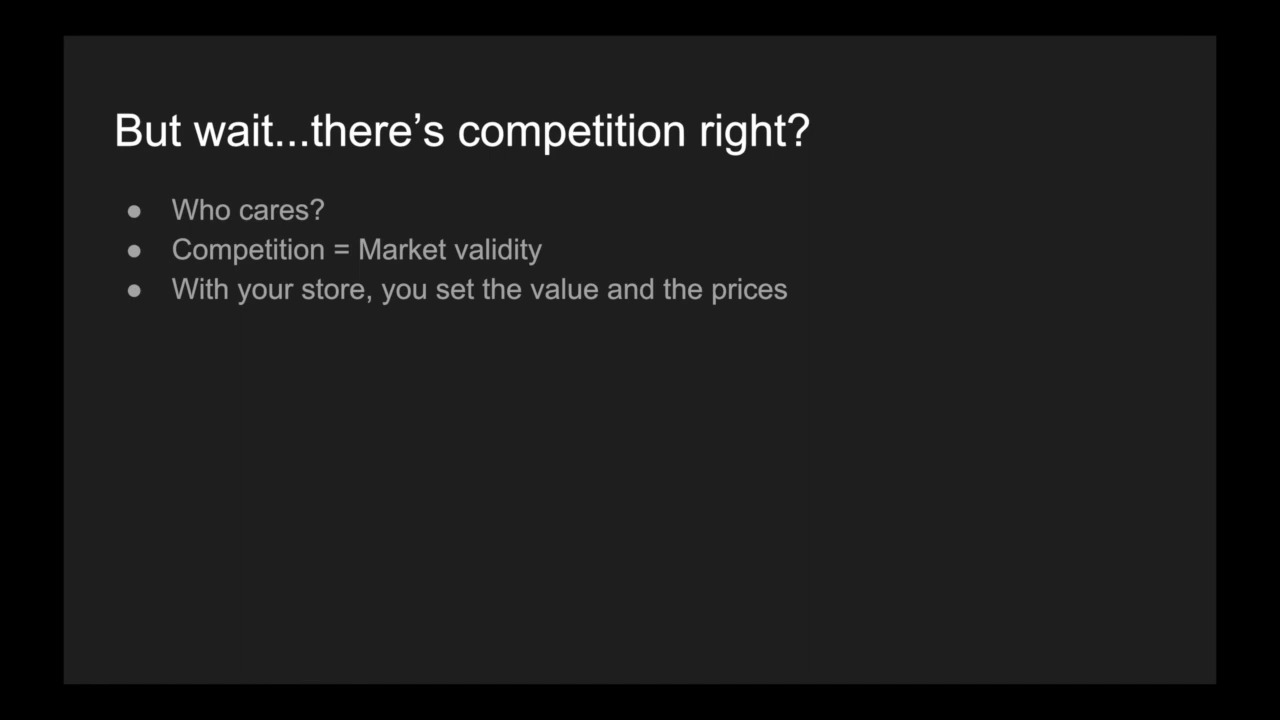 But wait...there’s competition right?
● Who cares?
● Competition = Market validity
● With your store, you set the value and the prices